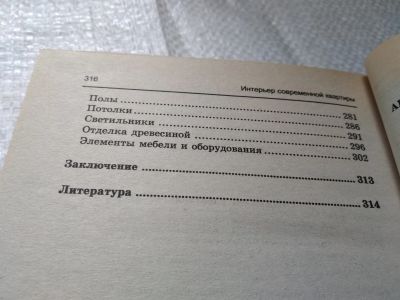 316 Интерьер современной квартиры
Полы 281
Потолки 286
Светильники 291
Отделка древесиной 296
Элементы мебели и оборудования 302
Заключение 313
Литература 314